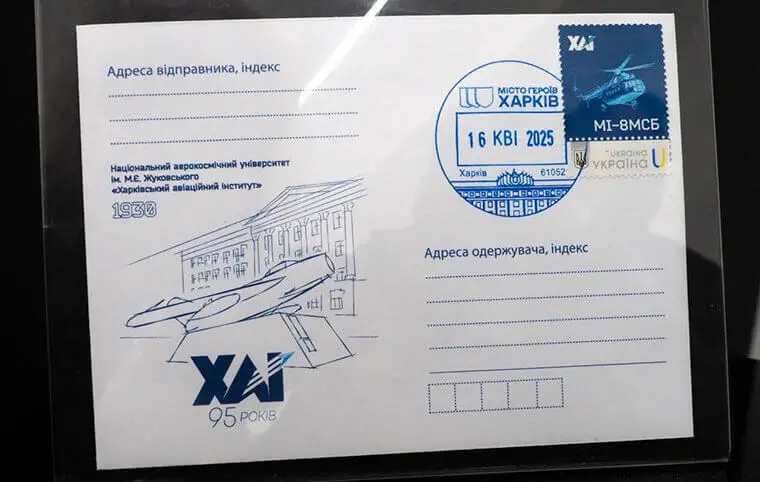 Адреса відправника, індекс
Національний аерокосмічний університет
ім. М.Є. Жуковського
«Харківський авіаційний інститут»
1930
ХАІ
95 РОКІВ
МІСТО ГЕРОЇВ
ХАРКІВ
16 КВІ 2025
Харків 61052
ХАІ
МІ-8МСБ
UKRAINA
УКРАЇНА U
Адреса одержувача, індекс